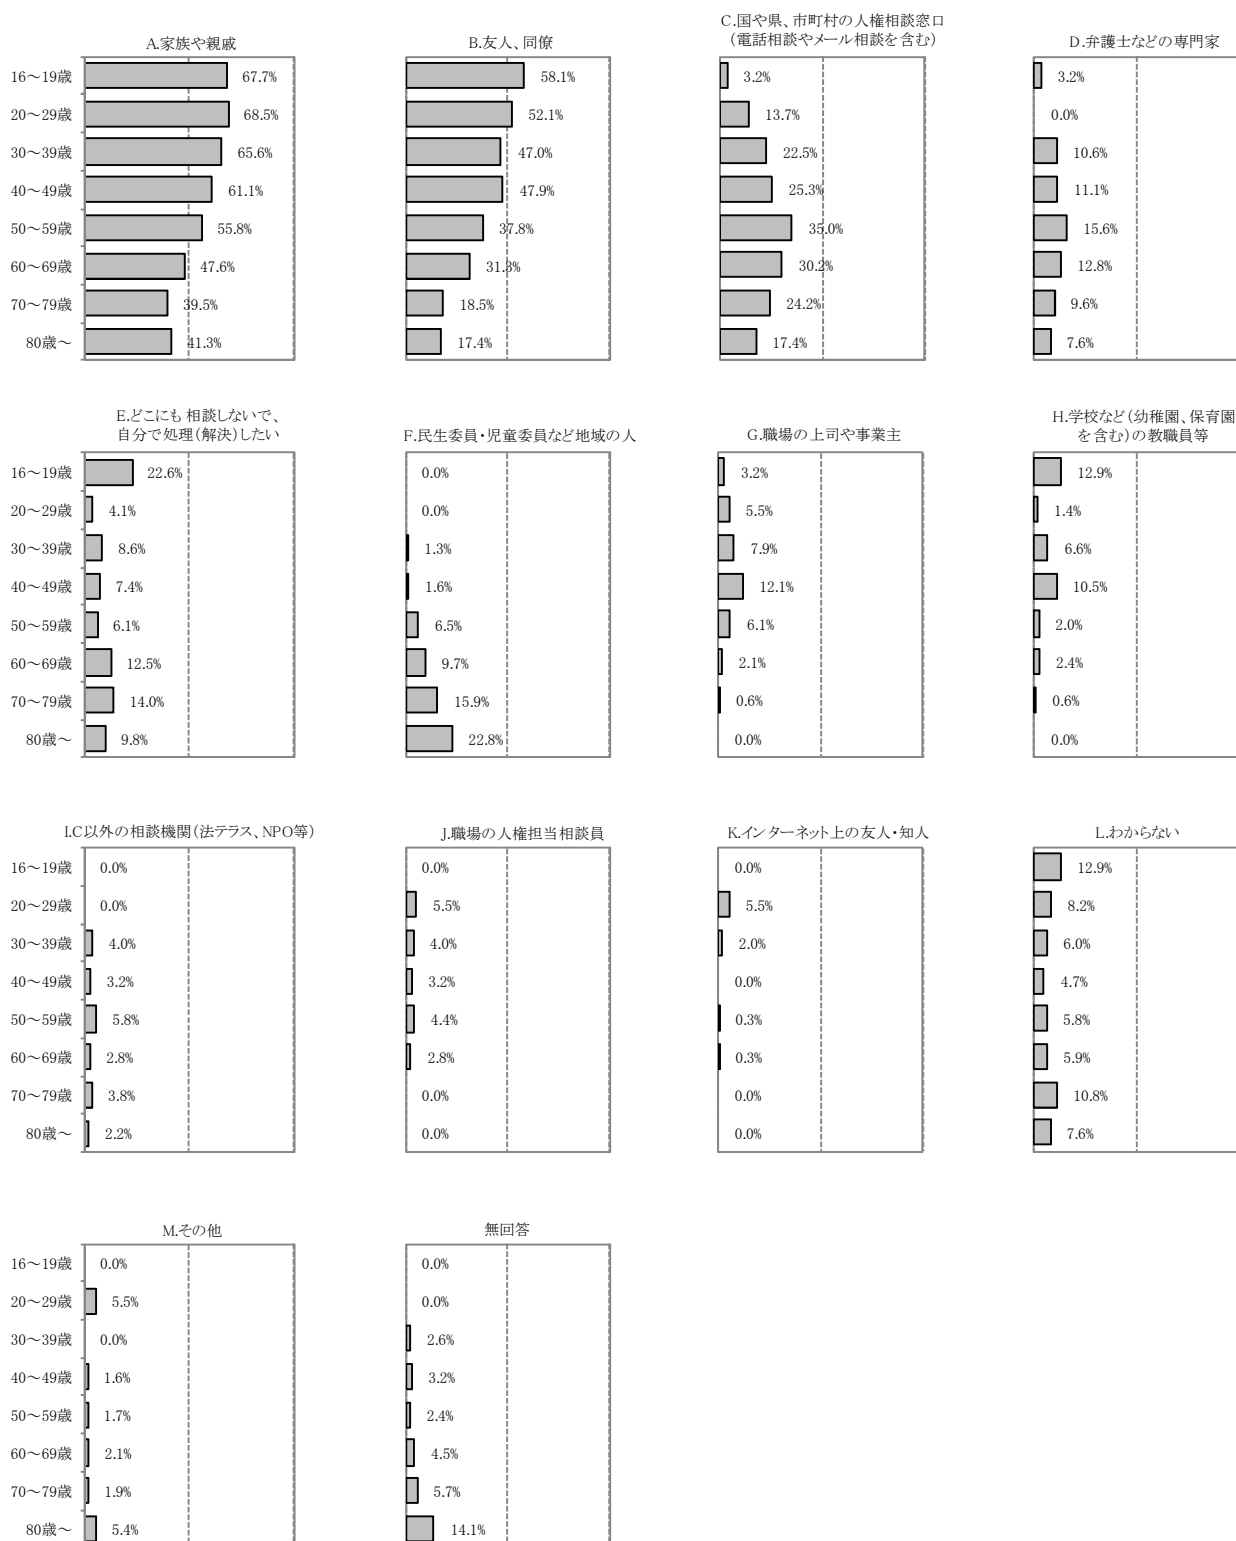 A.家族や親戚
16～19歳 67.7%
20～29歳 68.5%
30～39歳 65.6%
40～49歳 61.1%
50～59歳 55.8%
60～69歳 47.6%
70～79歳 39.5%
80歳～ 41.3%
B.友人、同僚
58.1%
52.1%
47.0%
47.9%
37.8%
31.3%
18.5%
17.4%
C.国や県、市町村の人権相談窓口
（電話相談やメール相談を含む）
3.2%
13.7%
22.5%
25.3%
35.0%
30.2%
24.2%
17.4%
D.弁護士などの専門家
3.2%
0.0%
10.6%
11.1%
15.6%
12.8%
9.6%
7.6%
E.どこにも相談しないで、
自分で処理（解決）したい
16～19歳 22.6%
20～29歳 4.1%
30～39歳 8.6%
40～49歳 7.4%
50～59歳 6.1%
60～69歳 12.5%
70～79歳 14.0%
80歳～ 9.8%
F.民生委員・児童委員など地域の人
0.0%
0.0%
1.3%
1.6%
6.5%
9.7%
15.9%
22.8%
G.職場の上司や事業主
3.2%
5.5%
7.9%
12.1%
6.1%
2.1%
0.6%
0.0%
H.学校など（幼稚園、保育園
を含む）の教職員等
12.9%
1.4%
6.6%
10.5%
2.0%
2.4%
0.6%
0.0%
I.C以外の相談機関（法テラス、NPO等）
16～19歳 0.0%
20～29歳 0.0%
30～39歳 4.0%
40～49歳 3.2%
50～59歳 5.8%
60～69歳 2.8%
70～79歳 3.8%
80歳～ 2.2%
J.職場の人権担当相談員
0.0%
5.5%
4.0%
3.2%
4.4%
2.8%
0.0%
0.0%
K.インターネット上の友人・知人
0.0%
5.5%
2.0%
0.0%
0.3%
0.3%
0.0%
0.0%
L.わからない
12.9%
8.2%
6.0%
4.7%
5.8%
5.9%
10.8%
7.6%
M.その他
16～19歳 0.0%
20～29歳 5.5%
30～39歳 0.0%
40～49歳 1.6%
50～59歳 1.7%
60～69歳 2.1%
70～79歳 1.9%
80歳～ 5.4%
無回答
0.0%
0.0%
2.6%
3.2%
2.4%
4.5%
5.7%
14.1%